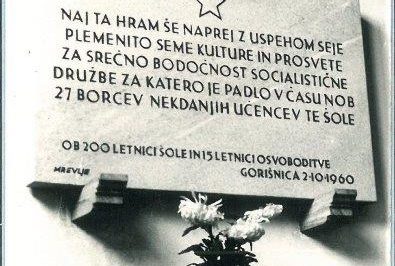 NAJ TA HRAM ŠE NAPREJ Z USPEHOM SEJE
PLEMENITO SEME KULTURE IN PROSVETE
ZA SREČNO BODOČNOST SOCIALISTIČNE
DRUŽBE ZA KATERO JE PADLO V ČASU NOB
27 BORCEV NEKDANJIH UČENCEV TE ŠOLE
OB 200 LETNICI ŠOLE IN 15 LETNICI OSVOBODITVE
MREVLJE GORIŠNICA 2·10·1960